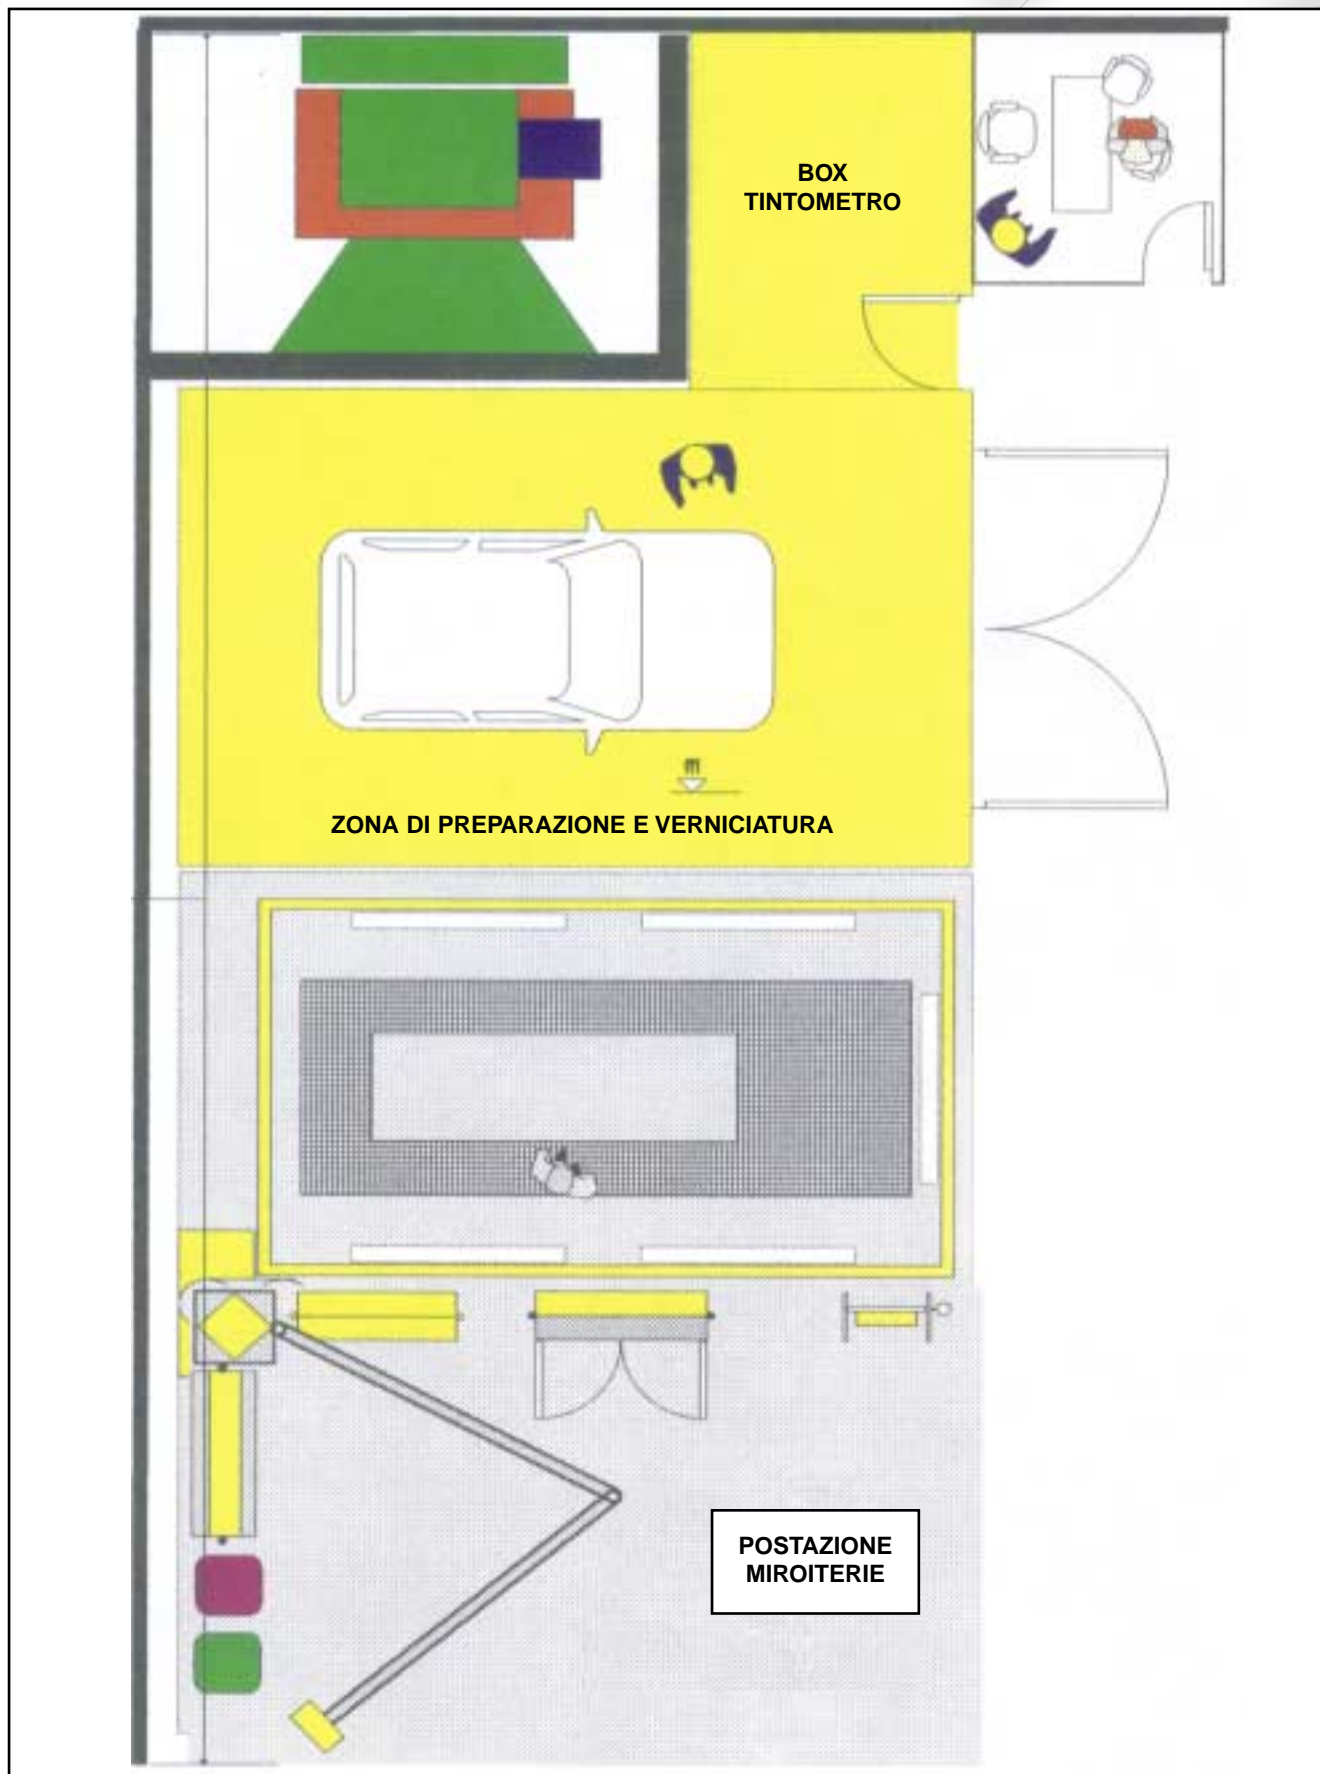 BOX
TINTOMETRO
m
ZONA DI PREPARAZIONE E VERNICIATURA
POSTAZIONE
MIROITERIE